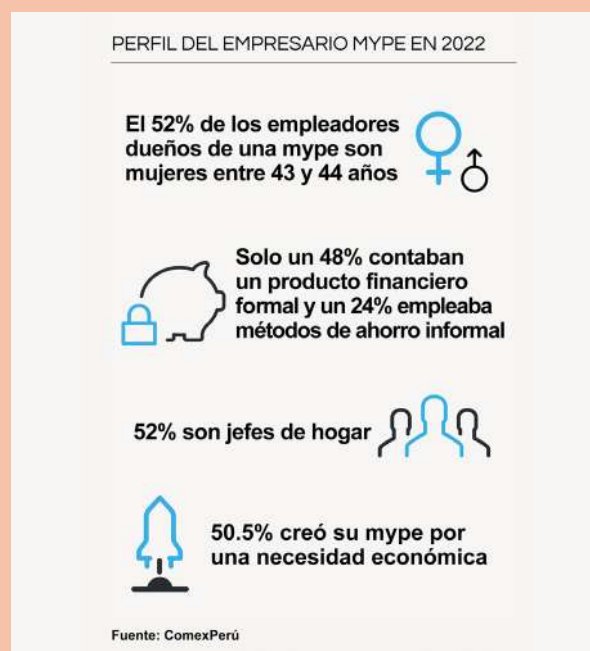 PERFIL DEL EMPRESARIO MYPE EN 2022
El 52% de los empleadores
dueños de una mype son
mujeres entre 43 y 44 años
Solo un 48% contaban
un producto financiero
formal y un 24% empleaba
métodos de ahorro informal
52% son jefes de hogar
50.5% creó su mype por
una necesidad económica
Fuente: ComexPerú